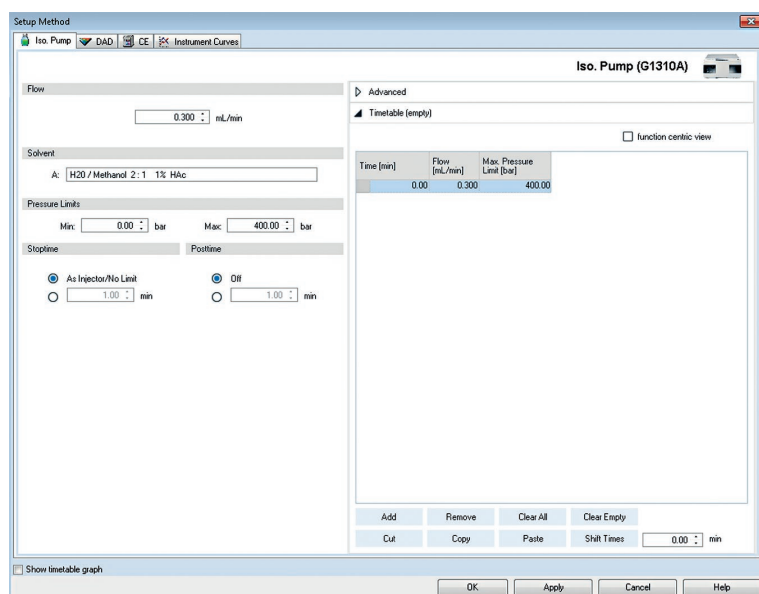 Setup Method
Iso. Pump DAD CE Instrument Curves
Iso. Pump (G1310A)
Flow
0.300 mL/min
Solvent
A: H20 / Methanol 2 : 1 1% HAc
Pressure Limits
Min: 0.00 bar Max: 400.00 bar
Stoptime Posttime
As Injector/No Limit Off
1.00 min 1.00 min
Advanced
Timetable (empty)
function centric view
Time [min] Flow [mL/min] Max. Pressure Limit [bar]
0.00 0.300 400.00
Add Remove Clear All Clear Empty
Cut Copy Paste Shift Times 0.00 min
Show timetable graph
OK Apply Cancel Help